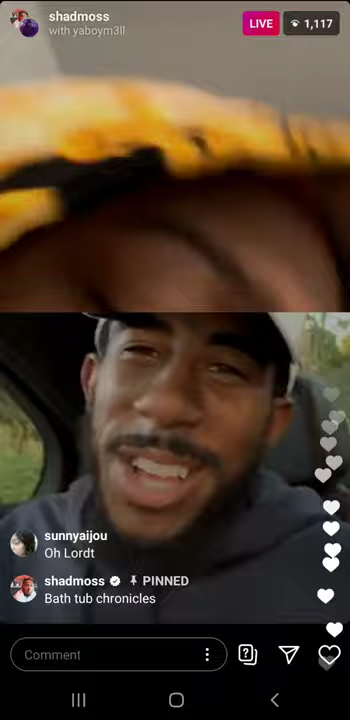 shadmoss
with yaboym3ll
LIVE
1,117
sunnyaijou
Oh Lordt
shadmoss
PINNED
Bath tub chronicles
Comment